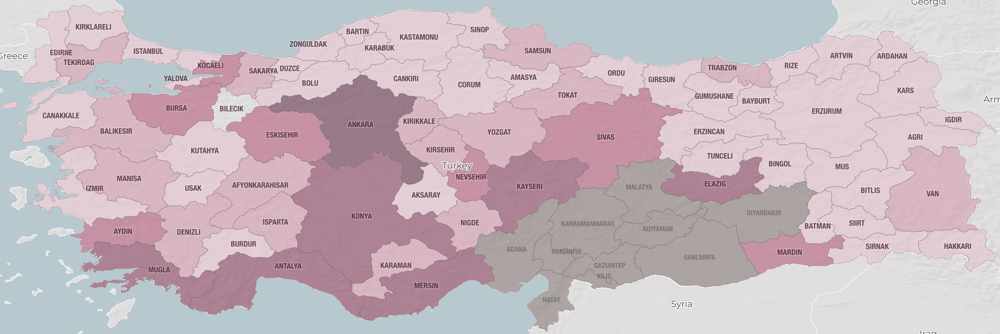 Georgia
KIRKLARELI
BARTIN
SINOP
KASTAMONU
ZONGULDAK
KARABUK
EDIRNE
ISTANBUL
SAMSUN
Greece
TEKIRDAG
ARTVIN
ARDAHAN
KOCAELI
SAKARYA
DUZCE
TRABZON
RIZE
ORDU
YALOVA
BOLU
CANKIRI
CORUM
AMASYA
GIRESUN
TOKAT
GUMUSHANE
BAYBURT
KARS
Arm
BURSA
BILECIK
CANAKKALE
ERZURUM
IGDIR
BALIKESIR
ESKISEHIR
ANKARA
KIRIKKALE
YOZGAT
SIVAS
ERZINCAN
AGRI
KUTAHYA
KIRSEHIR
TUNCELI
BINGOL
MUS
Turkey
MANISA
IZMIR
USAK
AFYONKARAHISAR
NEVSEHIR
AKSARAY
KAYSERI
MALATYA
ELAZIG
BITLIS
VAN
KONYA
DIYARBAKIR
AYDIN
DENIZLI
ISPARTA
NIGDE
KAHRAMANMARAS
ADIYAMAN
BATMAN
SIIRT
BURDUR
ADANA
OSMANIYE
SANLIURFA
MARDIN
SIRNAK
HAKKARI
MUGLA
ANTALYA
KARAMAN
GAZIANTEP
KILIS
MERSIN
HATAY
Syria
Iraq